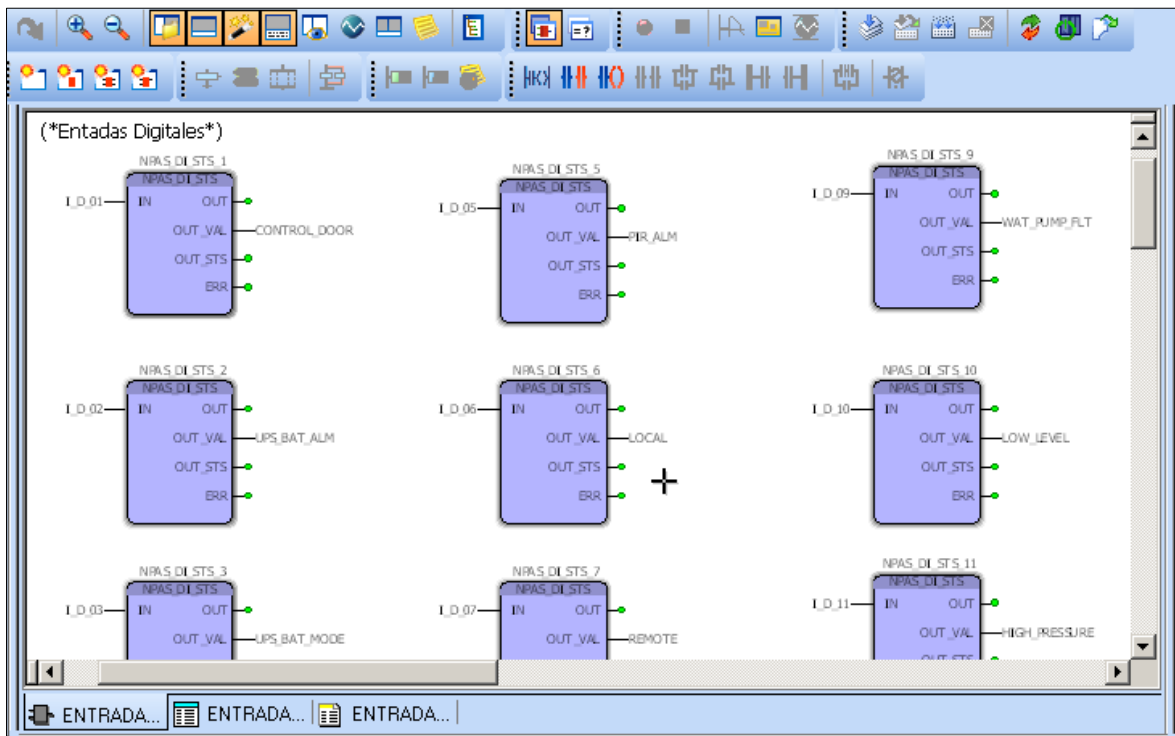 (*Entadas Digitales*)
NPAS_DI_STS_1
NPAS_DI_STS
I_D_01 IN OUT
OUT_VAL CONTROL_DOOR
OUT_STS
ERR
NPAS_DI_STS_5
NPAS_DI_STS
I_D_05 IN OUT
OUT_VAL PIR_ALM
OUT_STS
ERR
NPAS_DI_STS_9
NPAS_DI_STS
I_D_09 IN OUT
OUT_VAL WAT_PUMP_FLT
OUT_STS
ERR
NPAS_DI_STS_2
NPAS_DI_STS
I_D_02 IN OUT
OUT_VAL UPS_BAT_ALM
OUT_STS
ERR
NPAS_DI_STS_6
NPAS_DI_STS
I_D_06 IN OUT
OUT_VAL LOCAL
OUT_STS
ERR
NPAS_DI_STS_10
NPAS_DI_STS
I_D_10 IN OUT
OUT_VAL LOW_LEVEL
OUT_STS
ERR
NPAS_DI_STS_3
NPAS_DI_STS
I_D_03 IN OUT
OUT_VAL UPS_BAT_MODE
NPAS_DI_STS_7
NPAS_DI_STS
I_D_07 IN OUT
OUT_VAL REMOTE
NPAS_DI_STS_11
NPAS_DI_STS
I_D_11 IN OUT
OUT_VAL HIGH_PRESSURE
OUT_STS
ENTRADA... ENTRADA... ENTRADA...